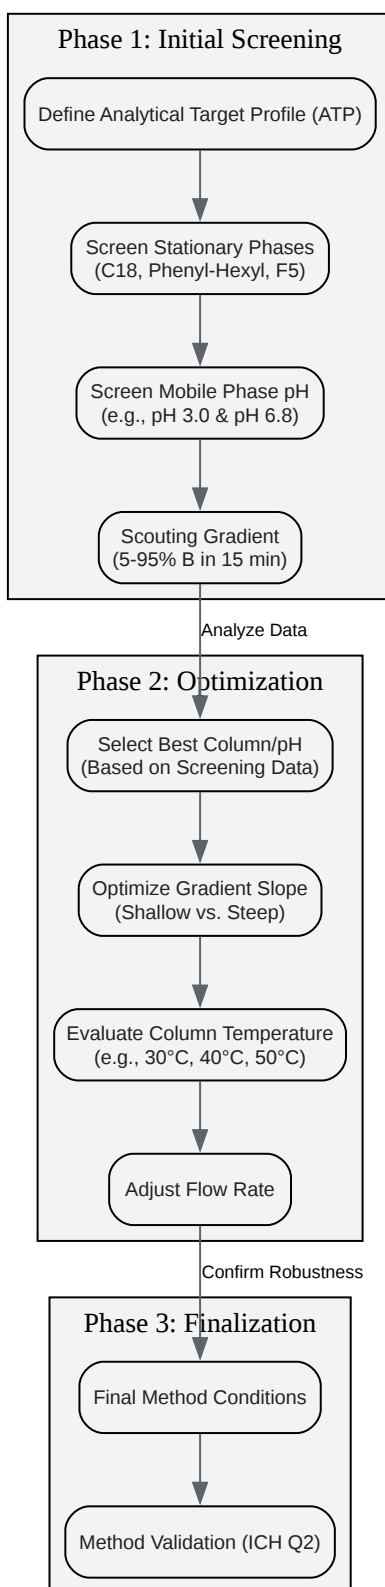 Phase 1: Initial Screening
Define Analytical Target Profile (ATP)
Screen Stationary Phases
(C18, Phenyl-Hexyl, F5)
Screen Mobile Phase pH
(e.g., pH 3.0 & pH 6.8)
Scouting Gradient
(5-95% B in 15 min)
Analyze Data
Phase 2: Optimization
Select Best Column/pH
(Based on Screening Data)
Optimize Gradient Slope
(Shallow vs. Steep)
Evaluate Column Temperature
(e.g., 30°C, 40°C, 50°C)
Adjust Flow Rate
Confirm Robustness
Phase 3: Finalization
Final Method Conditions
Method Validation (ICH Q2)